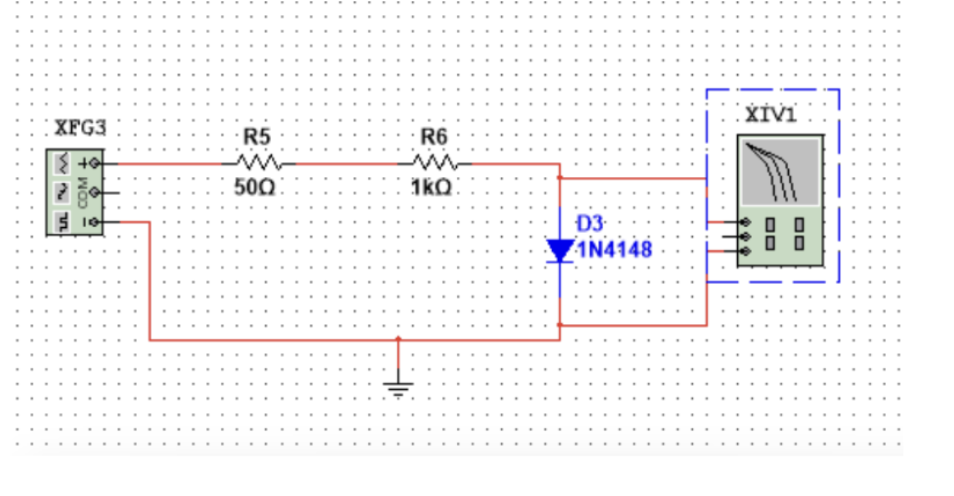 XFG3
COM
R5
50Ω
R6
1kΩ
D3
1N4148
XIV1